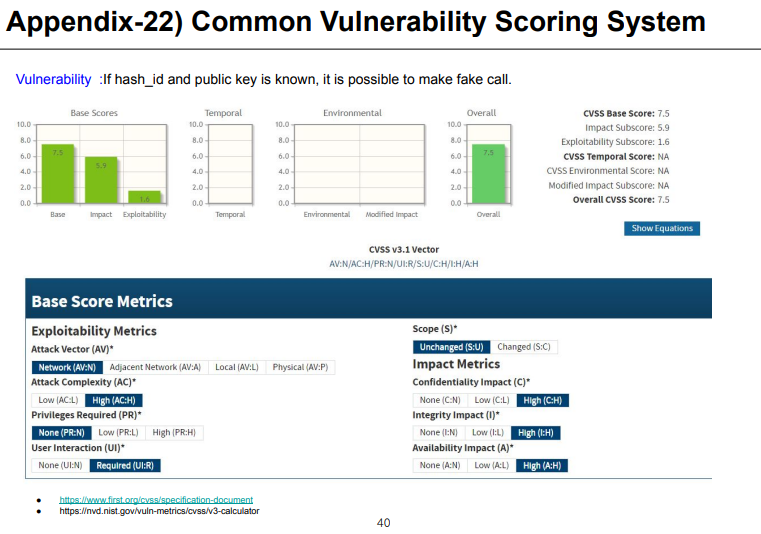 Appendix-22) Common Vulnerability Scoring System
Vulnerability :If hash_id and public key is known, it is possible to make fake call.
Base Scores
10.0
8.0
6.0
4.0
2.0
0.0
7.5
5.9
1.6
Base Impact Exploitability
Temporal
10.0
8.0
6.0
4.0
2.0
0.0
Temporal
Environmental
10.0
8.0
6.0
4.0
2.0
0.0
Environmental Modified Impact
Overall
10.0
8.0
6.0
4.0
2.0
0.0
7.5
Overall
CVSS Base Score: 7.5
Impact Subscore: 5.9
Exploitability Subscore: 1.6
CVSS Temporal Score: NA
CVSS Environmental Score: NA
Modified Impact Subscore: NA
Overall CVSS Score: 7.5
Show Equations
CVSS v3.1 Vector
AV:N/AC:H/PR:N/UI:R/S:U/C:H/I:H/A:H
Base Score Metrics
Exploitability Metrics
Attack Vector (AV)*
Network (AV:N) Adjacent Network (AV:A) Local (AV:L) Physical (AV:P)
Attack Complexity (AC)*
Low (AC:L) High (AC:H)
Privileges Required (PR)*
None (PR:N) Low (PR:L) High (PR:H)
User Interaction (UI)*
None (UI:N) Required (UI:R)
Scope (S)*
Unchanged (S:U) Changed (S:C)
Impact Metrics
Confidentiality Impact (C)*
None (C:N) Low (C:L) High (C:H)
Integrity Impact (I)*
None (I:N) Low (I:L) High (I:H)
Availability Impact (A)*
None (A:N) Low (A:L) High (A:H)
● https://www.first.org/cvss/specification-document
● https://nvd.nist.gov/vuln-metrics/cvss/v3-calculator
40